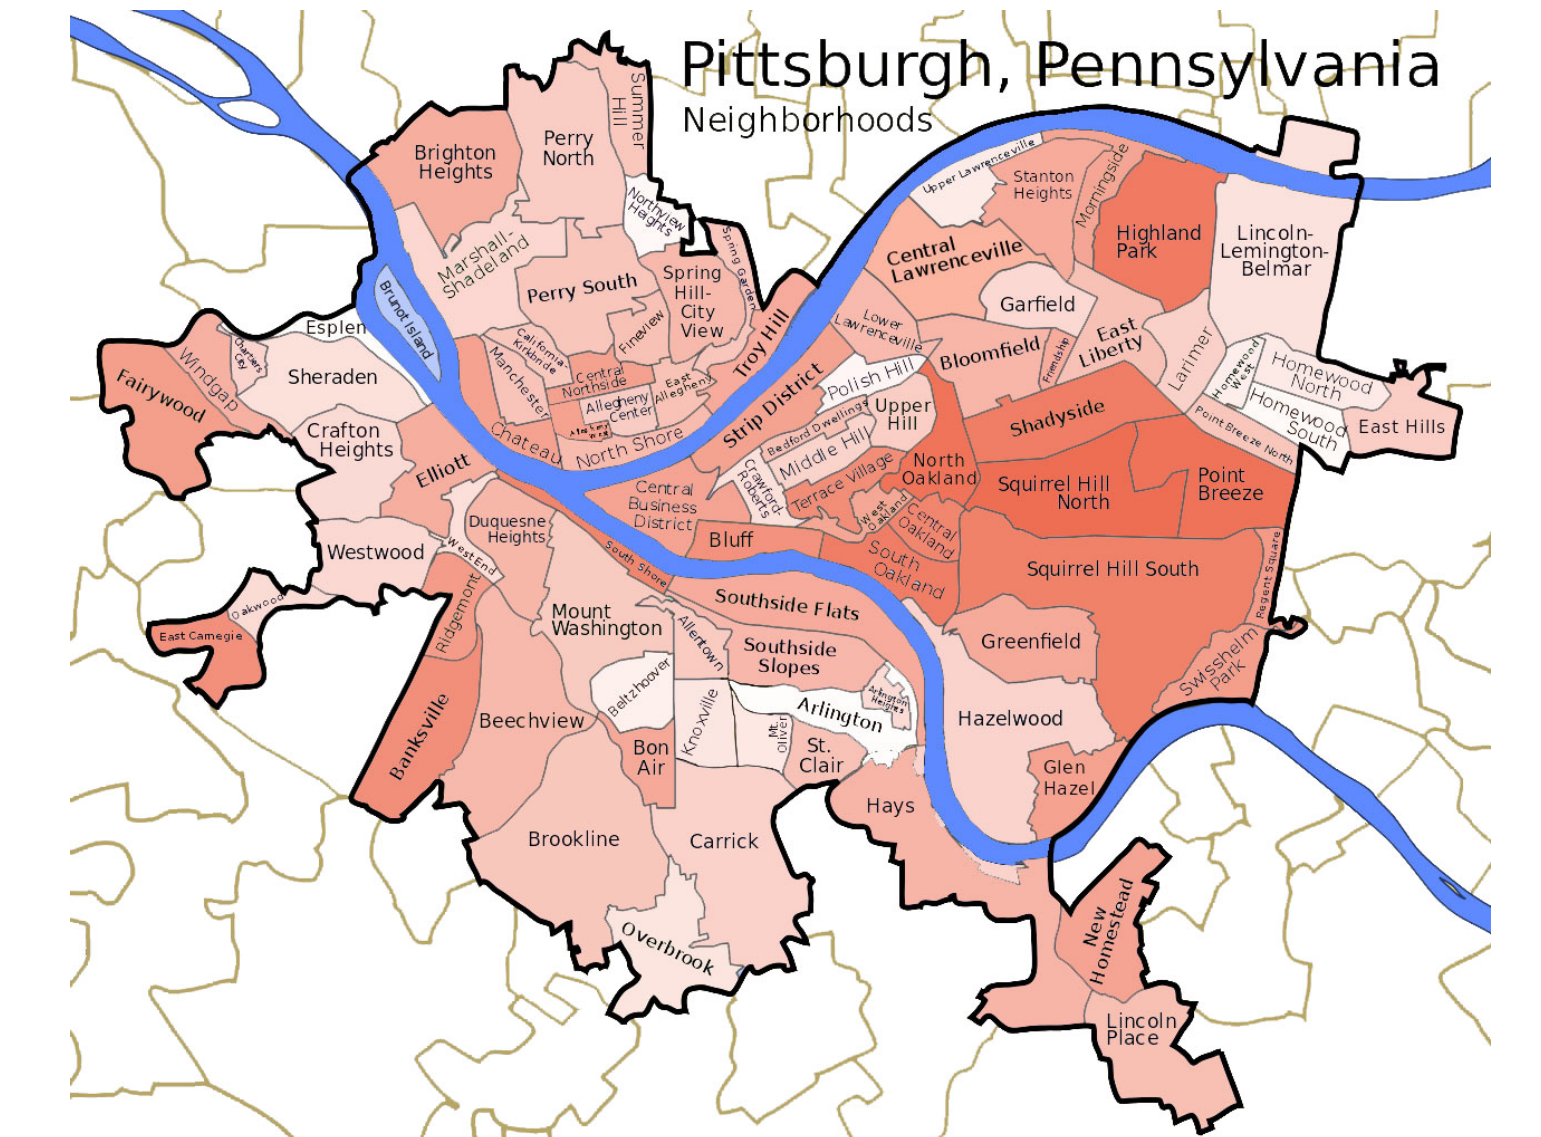 Pittsburgh, Pennsylvania
Neighborhoods
Summer
Hill
Perry
North
Brighton
Heights
Northview
Heights
Marshall-
Shadeland
Perry South
Spring
Hill-
City
View
Spring Garden
Fineview
Troy Hill
California-
Kirkbride
Manchester
Central
Northside
East
Allegheny
Allegheny
Center
Allegheny
West
Chateau
North Shore
Brunot Island
Esplen
Chartiers
City
Windgap
Fairywood
Sheraden
Crafton
Heights
Elliott
Westwood
West End
Oakwood
East Carnegie
Ridgemont
Banksville
Duquesne
Heights
Mount
Washington
South Shore
Beechview
Beltzhoover
Allentown
Knoxville
Bon
Air
Mt.
Oliver
St.
Clair
Brookline
Carrick
Overbrook
Southside Flats
Southside
Slopes
Arlington
Arlington
Heights
Hays
New
Homestead
Lincoln
Place
Upper Lawrenceville
Stanton
Heights
Morningside
Highland
Park
Lincoln-
Lemington-
Belmar
Central
Lawrenceville
Garfield
Lower
Lawrenceville
Bloomfield
Friendship
East
Liberty
Larimer
Homewood
West
Homewood
North
Homewood
South
East Hills
Point Breeze North
Strip District
Polish Hill
Upper
Hill
Bedford Dwellings
Middle Hill
Crawford-
Roberts
Terrace Village
Central
Business
District
Bluff
West
Oakland
North
Oakland
Central
Oakland
South
Oakland
Shadyside
Squirrel Hill
North
Point
Breeze
Squirrel Hill South
Regent Square
Swisshelm
Park
Greenfield
Hazelwood
Glen
Hazel